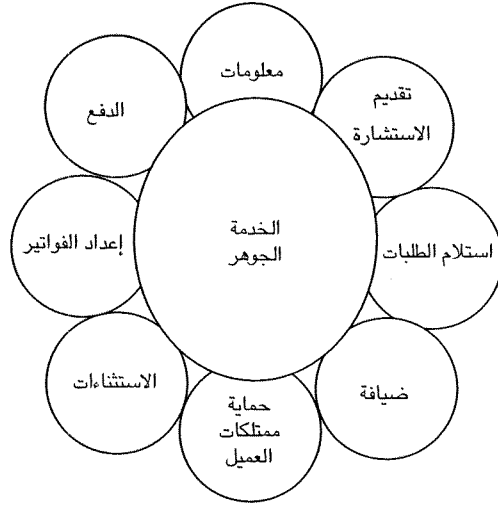 معلومات
تقديم
الاستشارة
الدفع
الخدمة
الجوهر
إعداد الفواتير
استلام الطلبات
الاستثناءات
ضيافة
حماية
ممتلكات
العميل